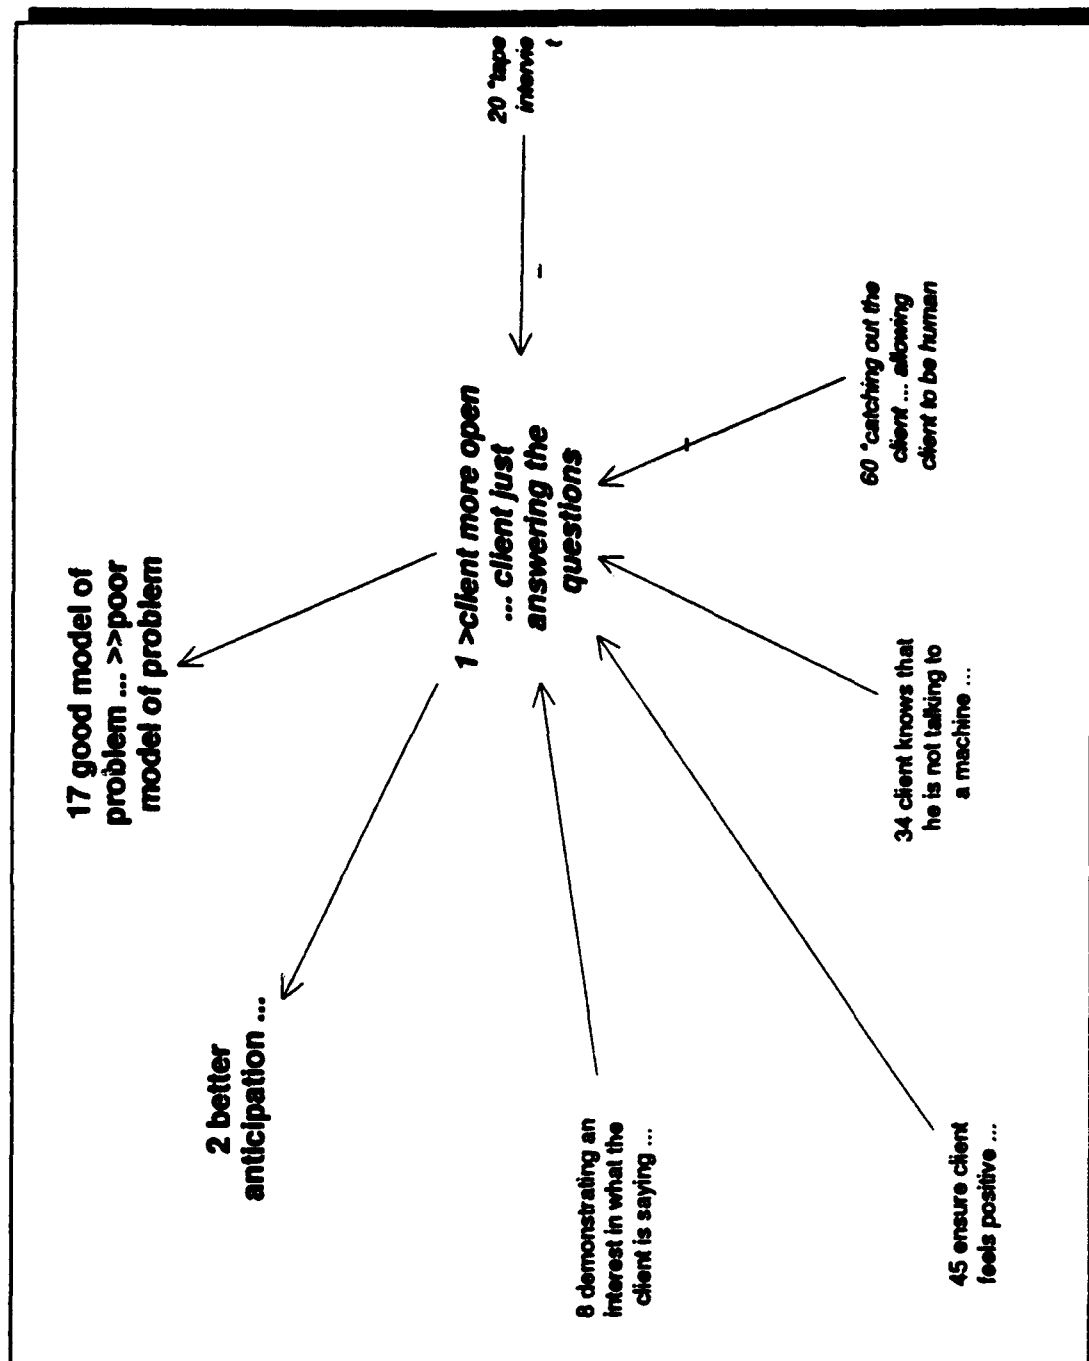 17 good model of
problem ... >>poor
model of problem
2 better
anticipation ...
1 >client more open
... client just
answering the
questions
20 *tape
intervie
t
-
8 demonstrating an
interest in what the
client is saying ...
-
45 ensure client
feels positive ...
34 client knows that
he is not talking to
a machine ...
60 *catching out the
client ... allowing
client to be human